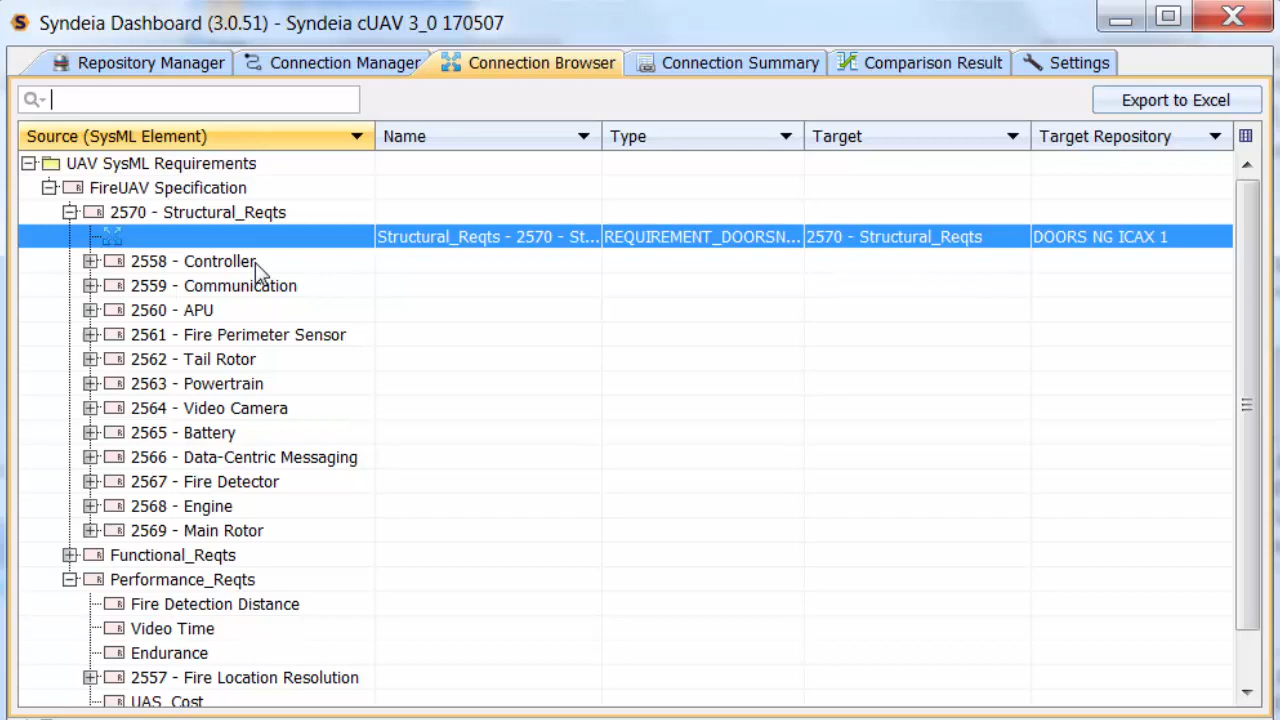 Syndeia Dashboard (3.0.51) - Syndeia cUAV 3_0 170507
Repository Manager Connection Manager Connection Browser Connection Summary Comparison Result Settings
Export to Excel
Source (SysML Element) Name Type Target Target Repository
UAV SysML Requirements
FireUAV Specification
2570 - Structural_Reqts
Structural_Reqts - 2570 - St... REQUIREMENT_DOORSN... 2570 - Structural_Reqts DOORS NG ICAX 1
2558 - Controller
2559 - Communication
2560 - APU
2561 - Fire Perimeter Sensor
2562 - Tail Rotor
2563 - Powertrain
2564 - Video Camera
2565 - Battery
2566 - Data-Centric Messaging
2567 - Fire Detector
2568 - Engine
2569 - Main Rotor
Functional_Reqts
Performance_Reqts
Fire Detection Distance
Video Time
Endurance
2557 - Fire Location Resolution
UAS_Cost